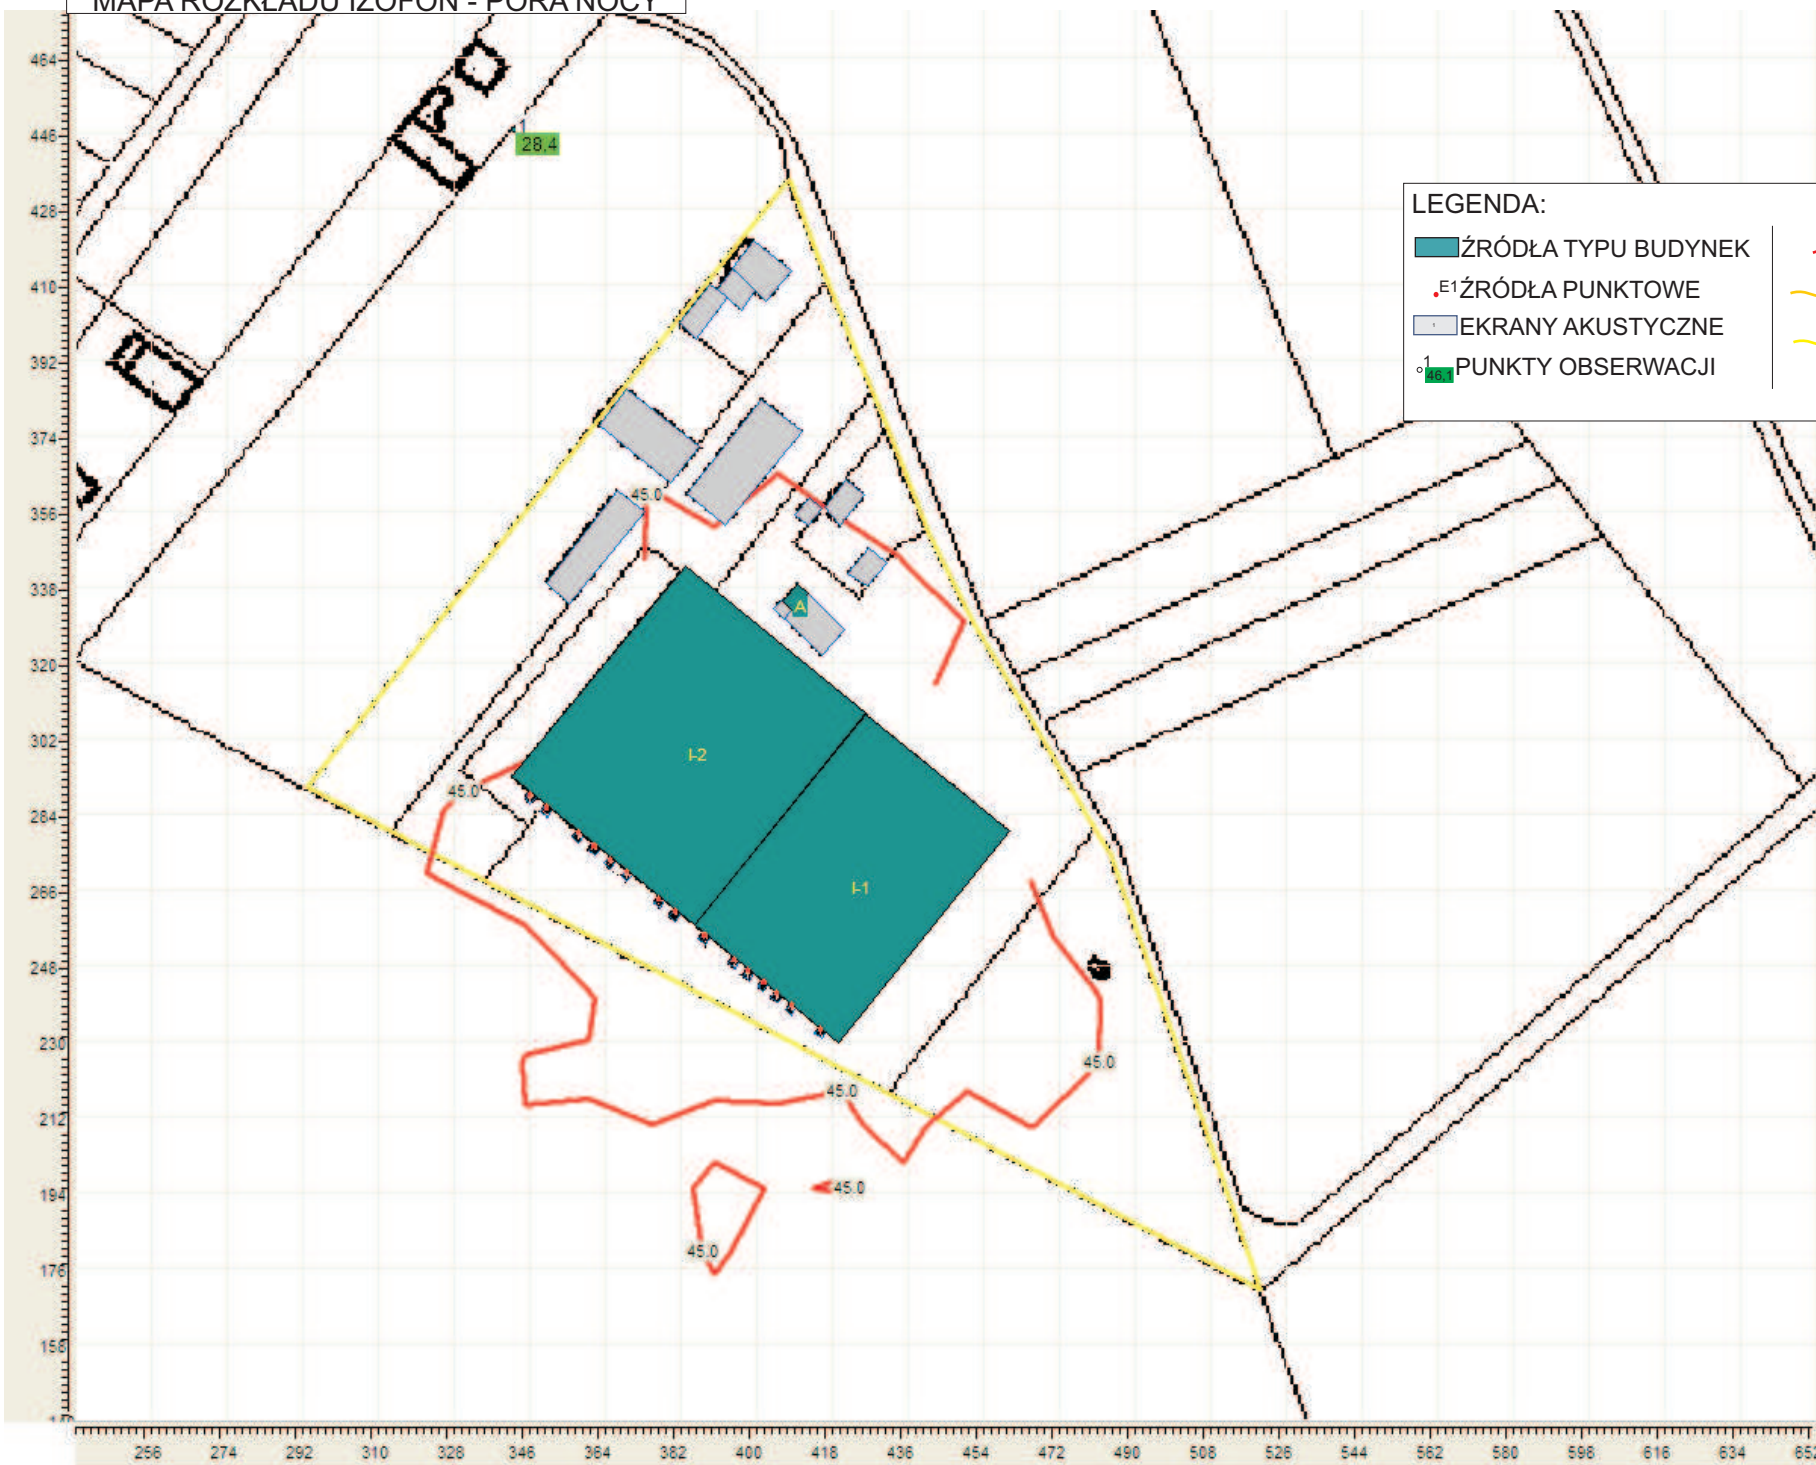 MAPA ROZKŁADU IZOFON - PORA NOCY
464
446
428
410
392
374
356
338
320
302
284
266
248
230
212
194
176
158
1
28,4
LEGENDA:
ŹRÓDŁA TYPU BUDYNEK
E1 ŹRÓDŁA PUNKTOWE
EKRANY AKUSTYCZNE
1
46,1 PUNKTY OBSERWACJI
45.0
A
I-2
45.0
I-1
45.0
45.0
45.0
45.0
256 274 292 310 328 346 364 382 400 418 436 454 472 490 508 526 544 562 580 598 616 634 652